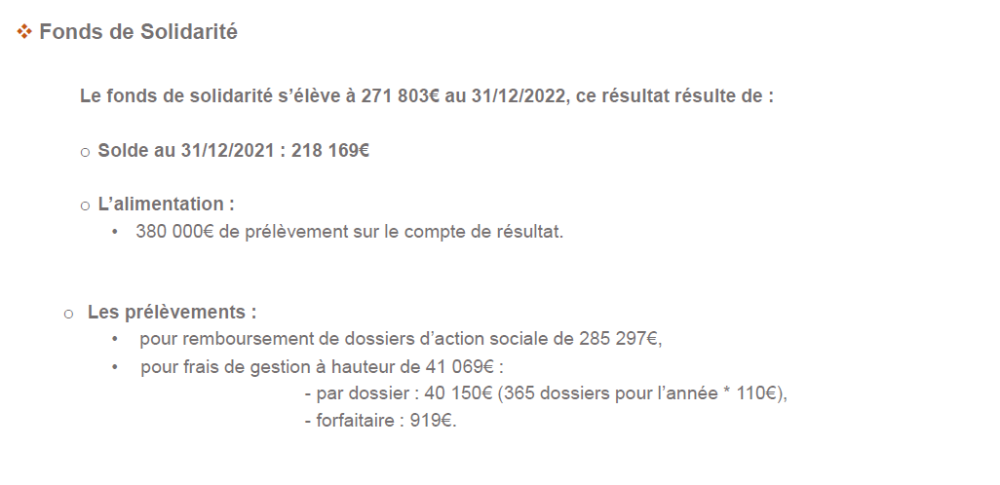 ❖ Fonds de Solidarité
Le fonds de solidarité s’élève à 271 803€ au 31/12/2022, ce résultat résulte de :
o Solde au 31/12/2021 : 218 169€
o L’alimentation :
• 380 000€ de prélèvement sur le compte de résultat.
o Les prélèvements :
• pour remboursement de dossiers d’action sociale de 285 297€,
• pour frais de gestion à hauteur de 41 069€ :
- par dossier : 40 150€ (365 dossiers pour l’année * 110€),
- forfaitaire : 919€.